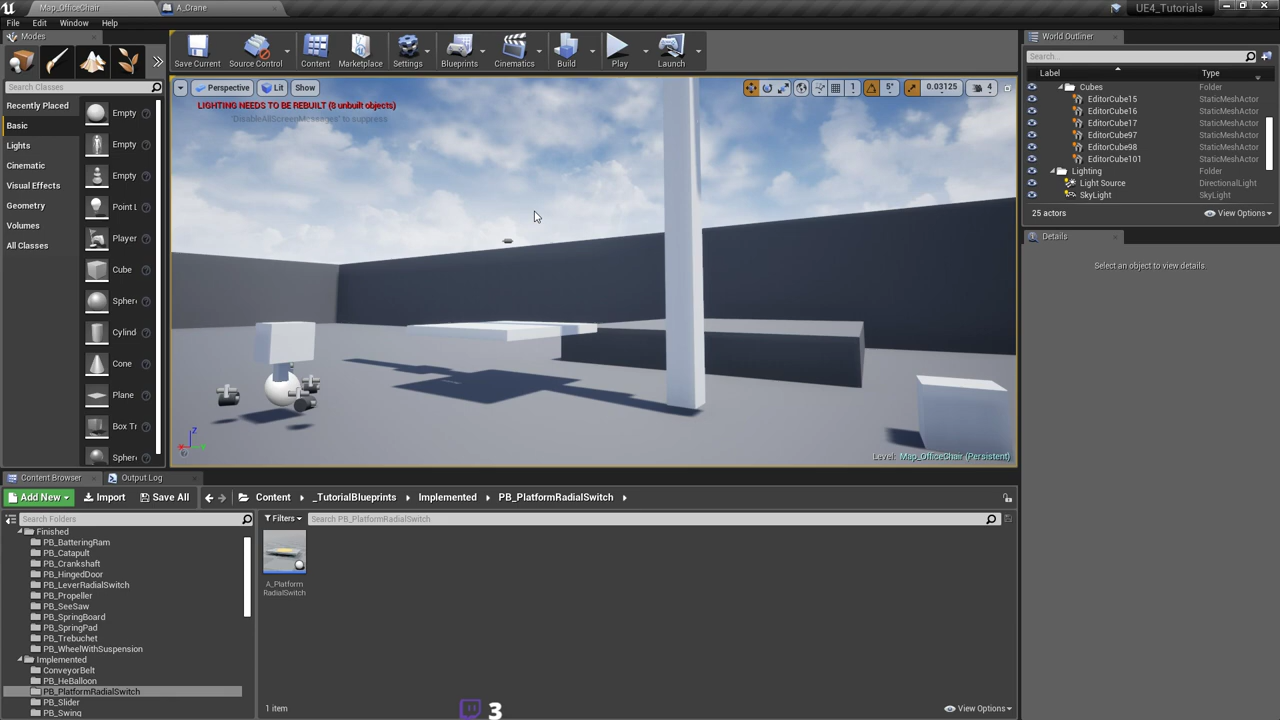 Map_OfficeChair
A_Crane
UE4_Tutorials
File Edit Window Help
Modes
Search Classes
Recently Placed
Basic
Lights
Cinematic
Visual Effects
Geometry
Volumes
All Classes
Empty
Empty
Empty
Point L
Player
Cube
Spher
Cylind
Cone
Plane
Box Tr
Spher
Save Current
Source Control
Content
Marketplace
Settings
Blueprints
Cinematics
Build
Play
Launch
Perspective
Lit
Show
1
5°
0.03125
4
LIGHTING NEEDS TO BE REBUILT (8 unbuilt objects)
'DisableAllScreenMessages' to suppress
Z
Level: Map_OfficeChair (Persistent)
World Outliner
Search...
Label Type
Cubes Folder
EditorCube15 StaticMeshActor
EditorCube16 StaticMeshActor
EditorCube17 StaticMeshActor
EditorCube97 StaticMeshActor
EditorCube98 StaticMeshActor
EditorCube101 StaticMeshActor
Lighting Folder
Light Source DirectionalLight
SkyLight SkyLight
25 actors
View Options
Details
Select an object to view details
Content Browser
Output Log
Add New
Import
Save All
Content
_TutorialBlueprints
Implemented
PB_PlatformRadialSwitch
Search Folders
Finished
PB_BatteringRam
PB_Catapult
PB_Crankshaft
PB_HingedDoor
PB_LeverRadialSwitch
PB_Propeller
PB_SeeSaw
PB_SpringBoard
PB_SpringPad
PB_Trebuchet
PB_WheelWithSuspension
Implemented
ConveyorBelt
PB_HeBalloon
PB_PlatformRadialSwitch
PB_Slider
PB_Swing
Filters
Search PB_PlatformRadialSwitch
A_Platform
RadialSwitch
1 item
3
View Options